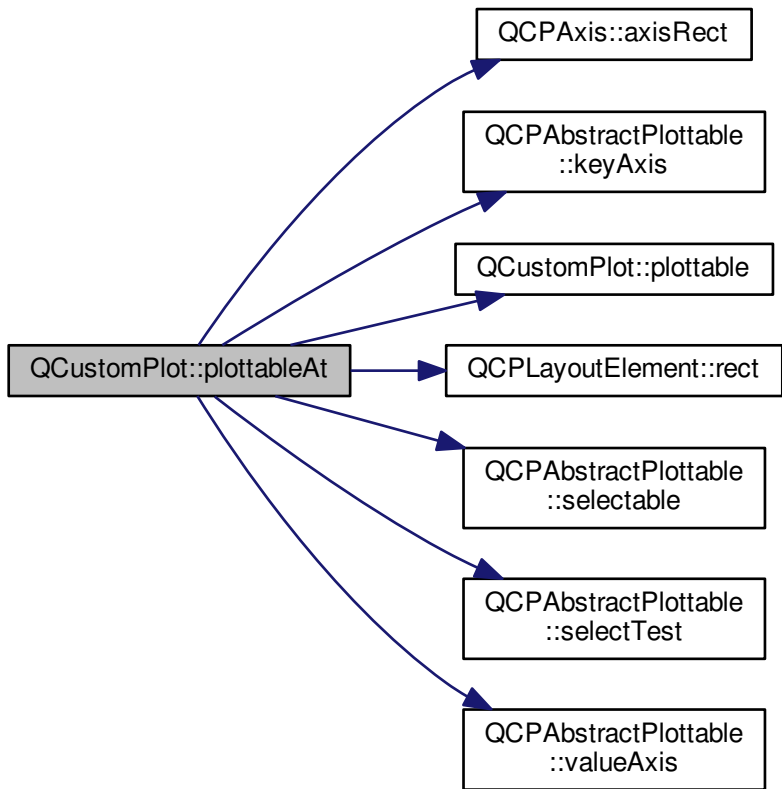 QCPAxis::axisRect
QCPAbstractPlottable
::keyAxis
QCustomPlot::plottable
QCustomPlot::plottableAt
QCPLayoutElement::rect
QCPAbstractPlottable
::selectable
QCPAbstractPlottable
::selectTest
QCPAbstractPlottable
::valueAxis